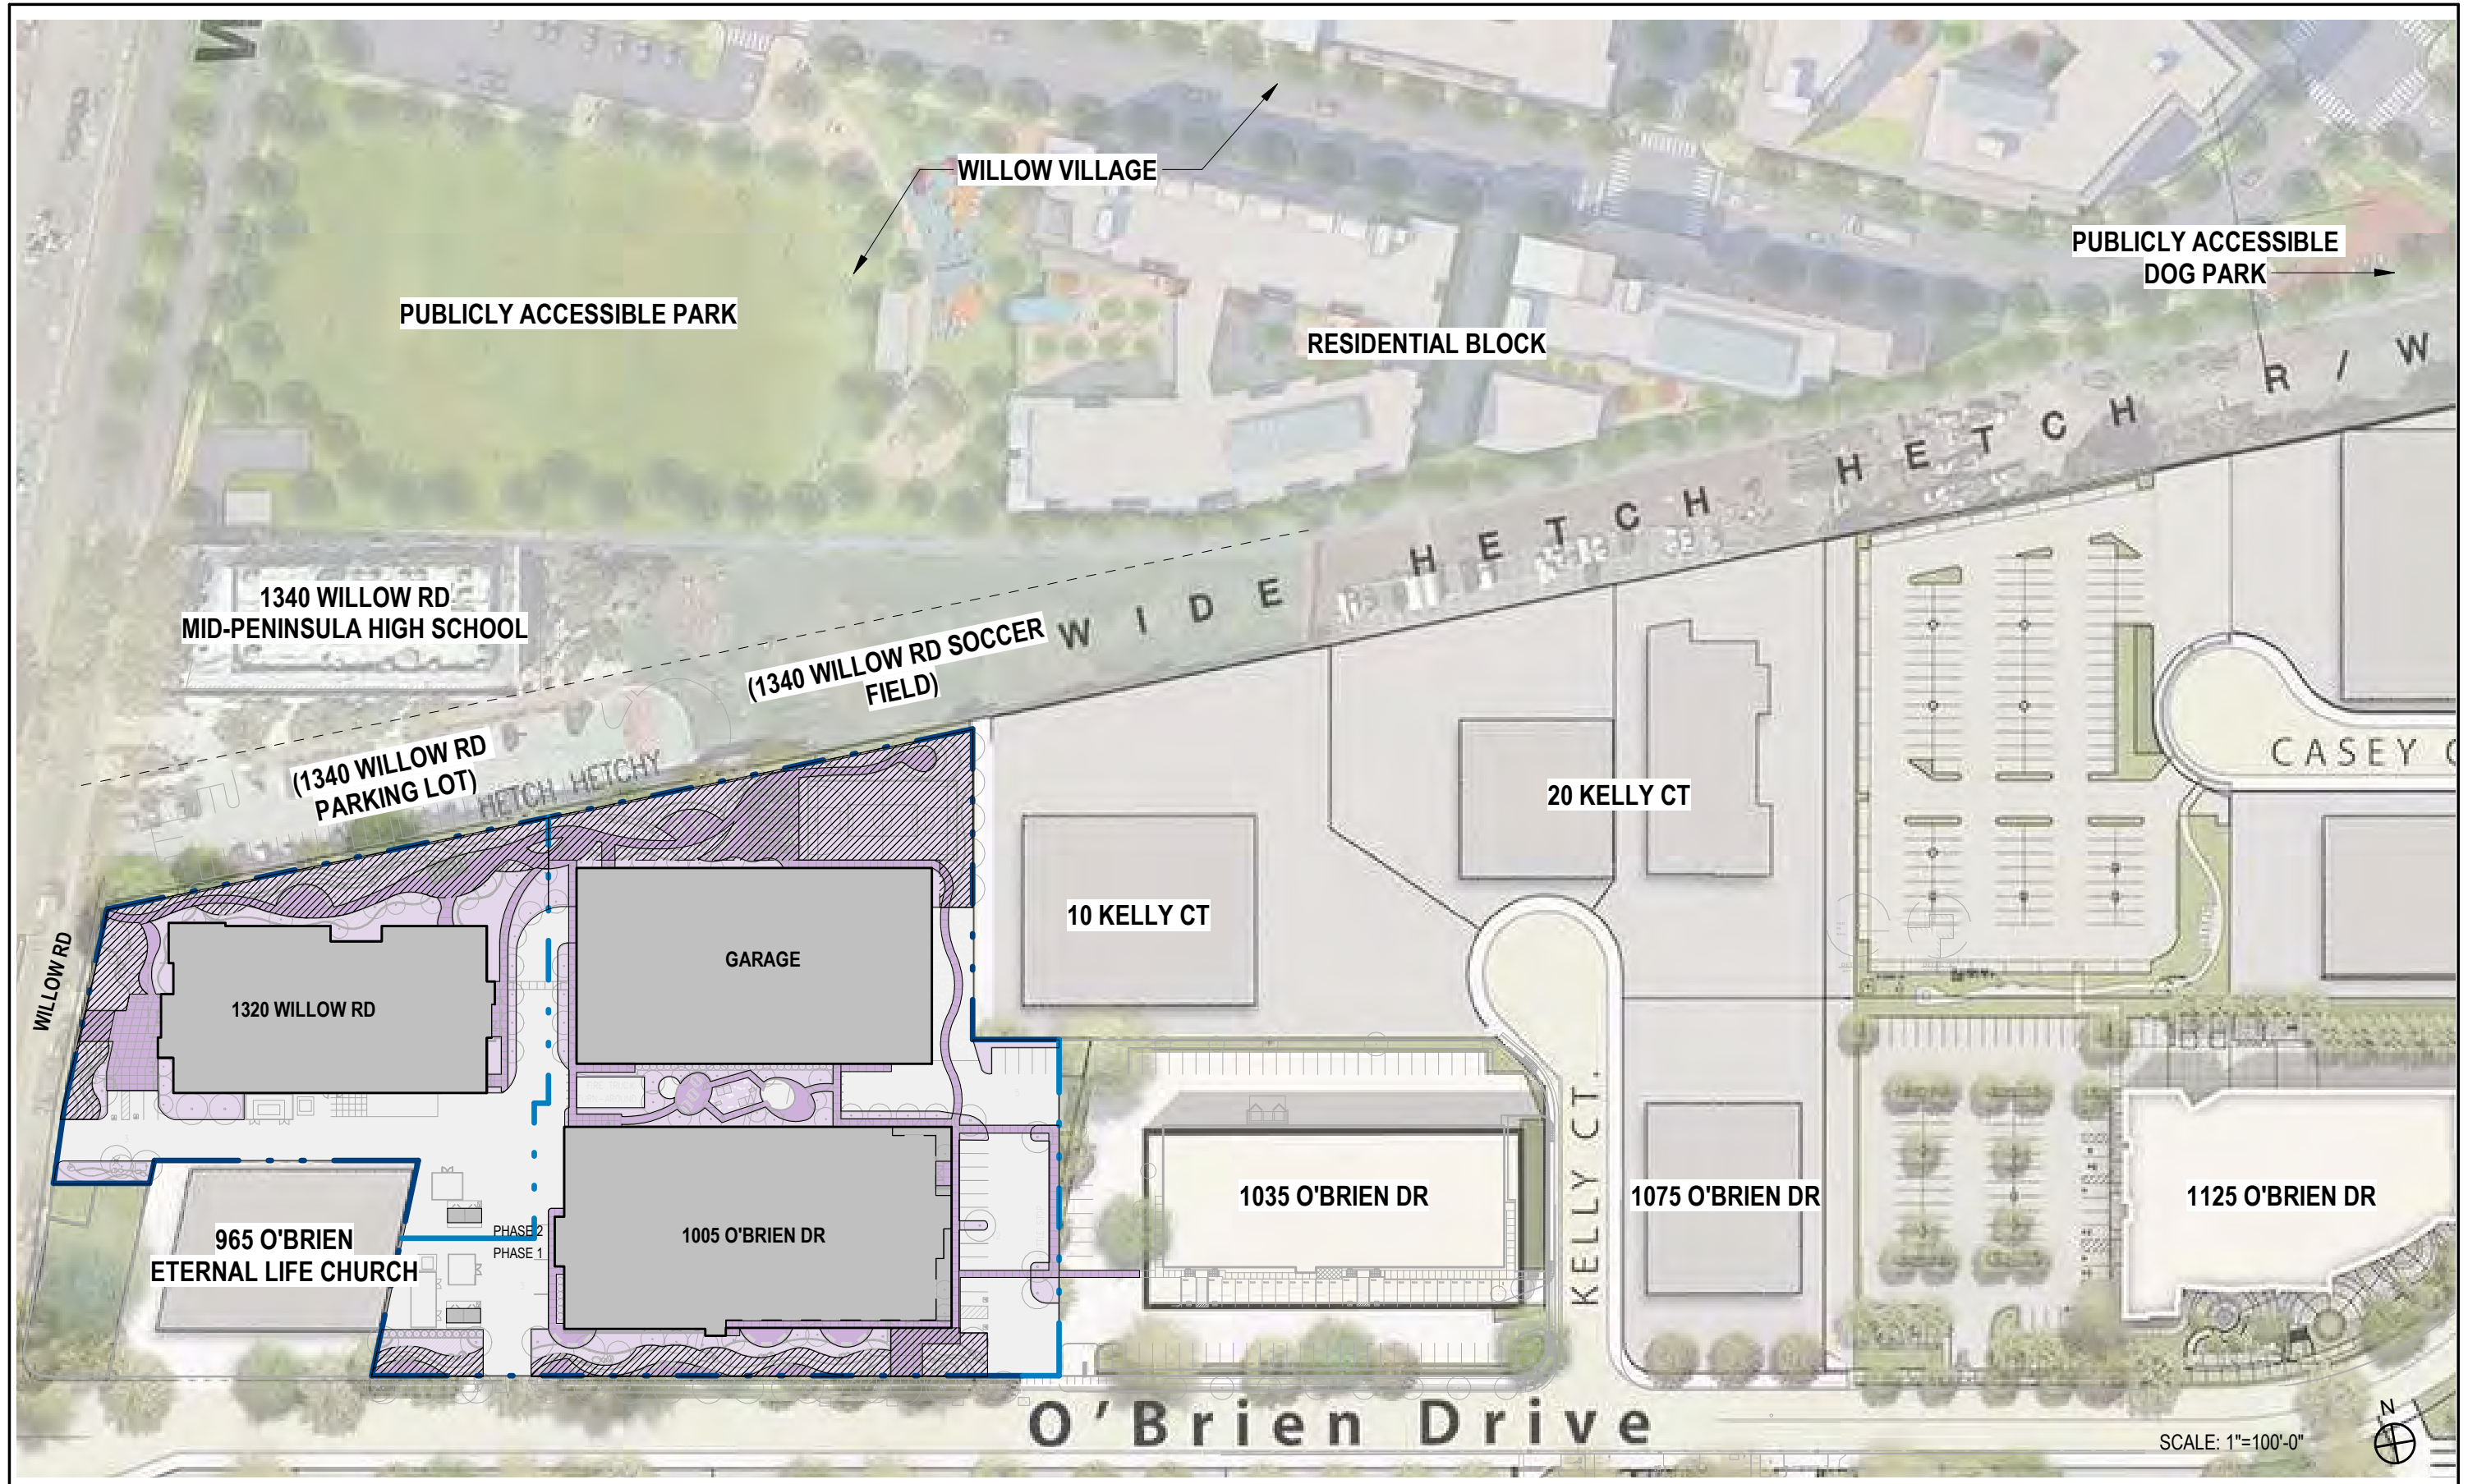 WILLOW VILLAGE
PUBLICLY ACCESSIBLE
DOG PARK
PUBLICLY ACCESSIBLE PARK
RESIDENTIAL BLOCK
WIDE HETCH HETCH R/W
1340 WILLOW RD
MID-PENINSULA HIGH SCHOOL
(1340 WILLOW RD SOCCER
FIELD)
(1340 WILLOW RD
PARKING LOT)
HETCH HETCHY
CASEY
20 KELLY CT
10 KELLY CT
GARAGE
1320 WILLOW RD
WILLOW RD
KELLY CT.
965 O'BRIEN
ETERNAL LIFE CHURCH
PHASE 2
PHASE 1
1005 O'BRIEN DR
1035 O'BRIEN DR
1075 O'BRIEN DR
1125 O'BRIEN DR
O'Brien Drive
SCALE: 1"=100'-0"
N